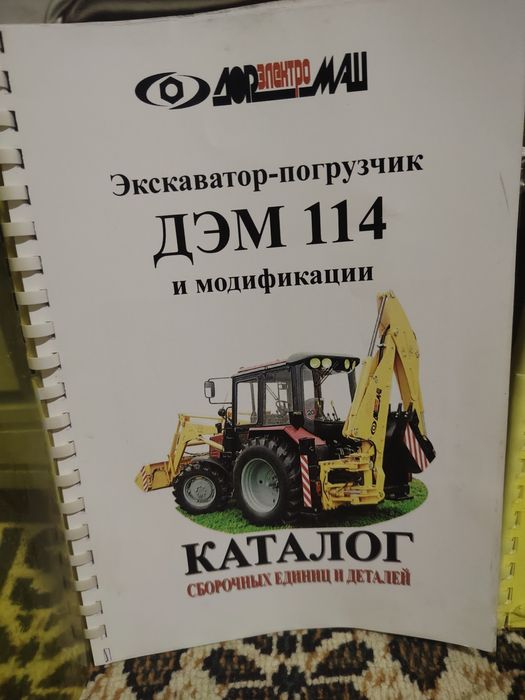 ДОРэлектроМАШ
Экскаватор-погрузчик
ДЭМ 114
и модификации
КАТАЛОГ
СБОРОЧНЫХ ЕДИНИЦ И ДЕТАЛЕЙ